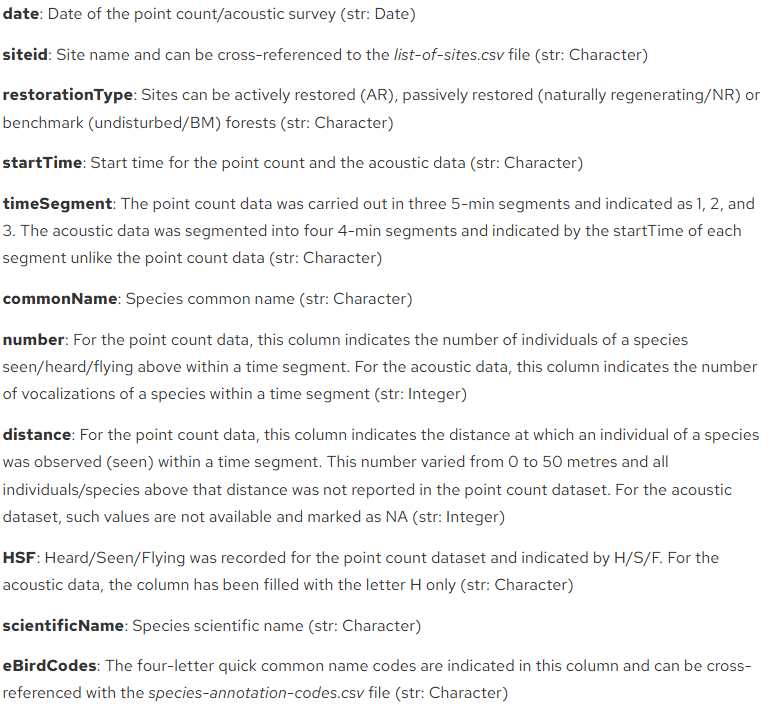 date: Date of the point count/acoustic survey (str: Date)
siteid: Site name and can be cross-referenced to the list-of-sites.csv file (str: Character)
restorationType: Sites can be actively restored (AR), passively restored (naturally regenerating/NR) or
benchmark (undisturbed/BM) forests (str: Character)
startTime: Start time for the point count and the acoustic data (str: Character)
timeSegment: The point count data was carried out in three 5-min segments and indicated as 1, 2, and
3. The acoustic data was segmented into four 4-min segments and indicated by the startTime of each
segment unlike the point count data (str: Character)
commonName: Species common name (str: Character)
number: For the point count data, this column indicates the number of individuals of a species
seen/heard/flying above within a time segment. For the acoustic data, this column indicates the number
of vocalizations of a species within a time segment (str: Integer)
distance: For the point count data, this column indicates the distance at which an individual of a species
was observed (seen) within a time segment. This number varied from 0 to 50 metres and all
individuals/species above that distance was not reported in the point count dataset. For the acoustic
dataset, such values are not available and marked as NA (str: Integer)
HSF: Heard/Seen/Flying was recorded for the point count dataset and indicated by H/S/F. For the
acoustic data, the column has been filled with the letter H only (str: Character)
scientificName: Species scientific name (str: Character)
eBirdCodes: The four-letter quick common name codes are indicated in this column and can be cross-
referenced with the species-annotation-codes.csv file (str: Character)